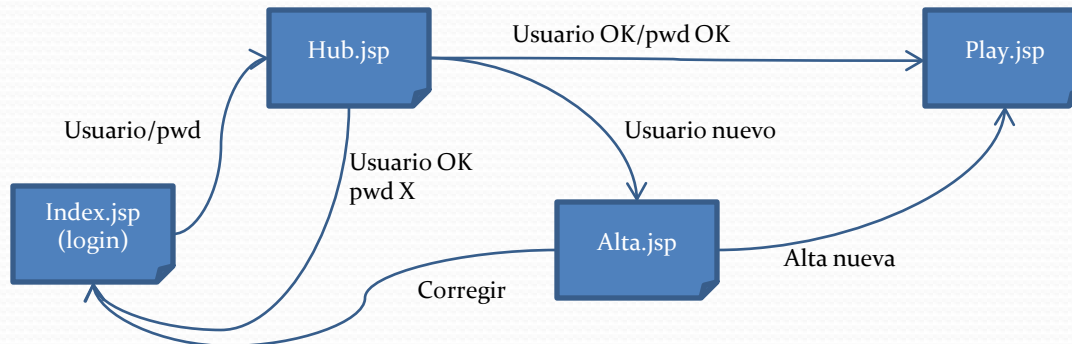 Hub.jsp
Usuario OK/pwd OK
Play.jsp
Usuario/pwd
Usuario nuevo
Usuario OK
pwd X
Index.jsp
(login)
Alta.jsp
Alta nueva
Corregir